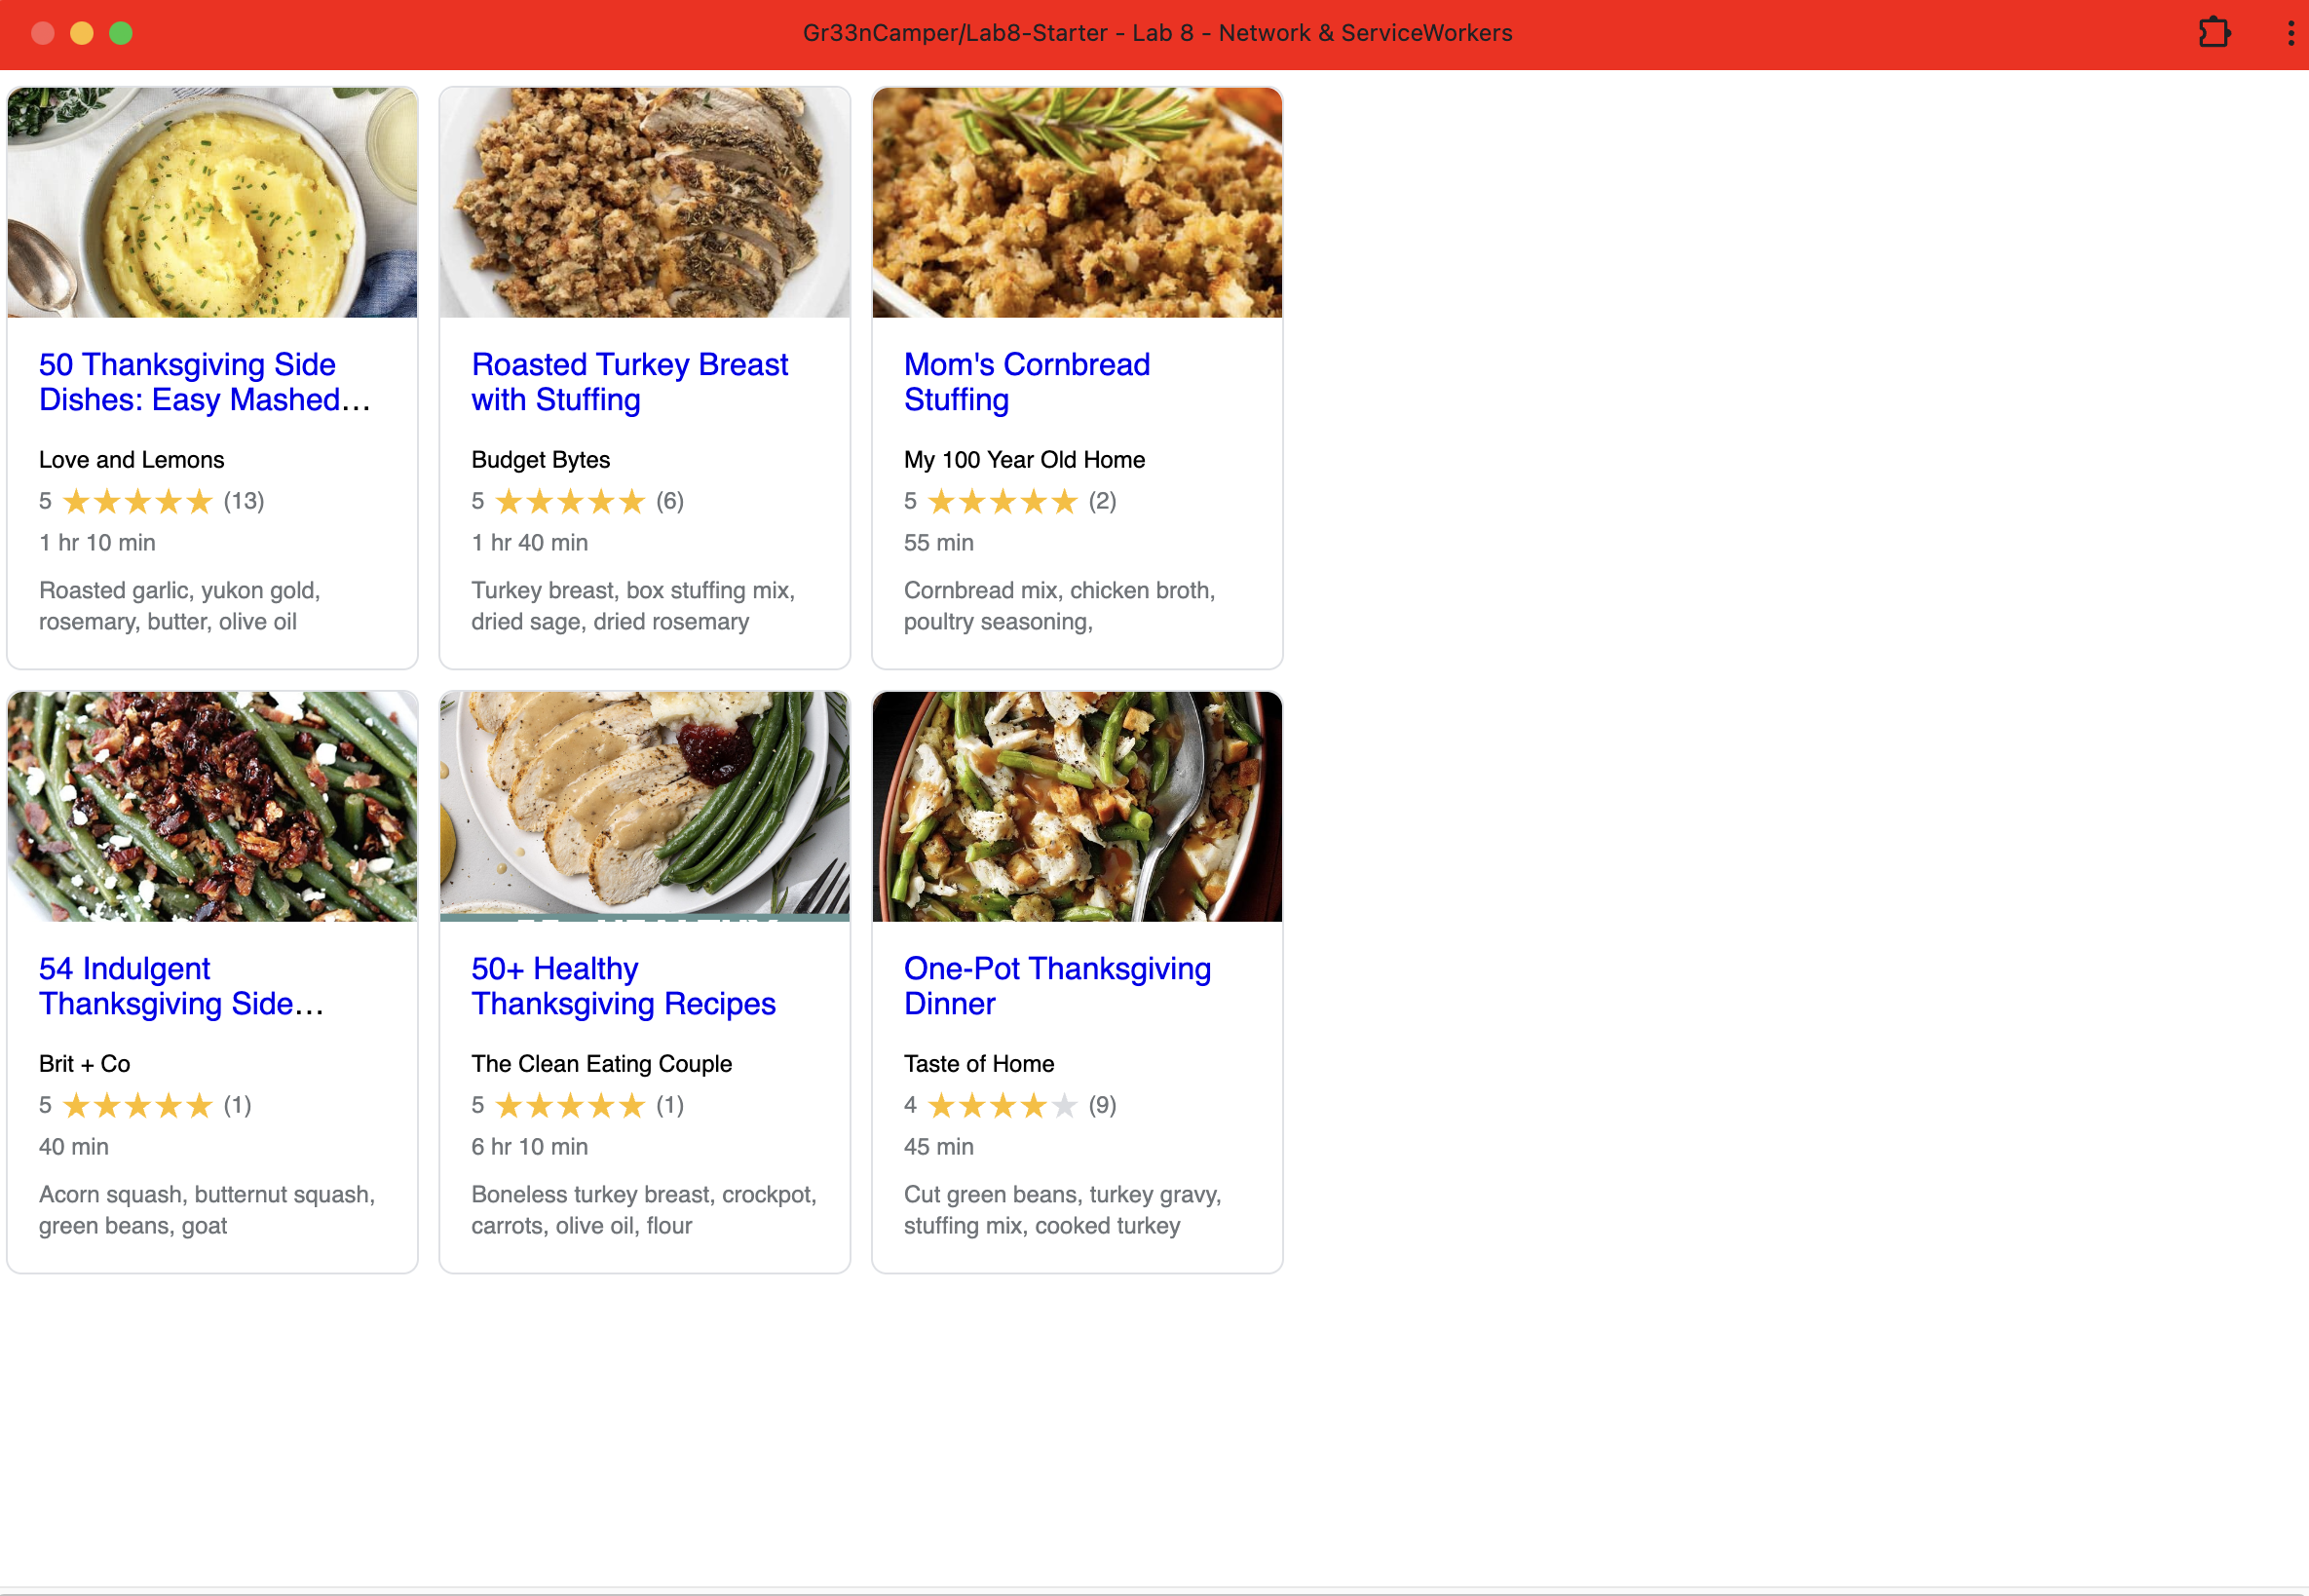 Gr33nCamper/Lab8-Starter - Lab 8 - Network & ServiceWorkers
50 Thanksgiving Side
Dishes: Easy Mashed…
Love and Lemons
5 ★★★★★ (13)
1 hr 10 min
Roasted garlic, yukon gold,
rosemary, butter, olive oil
Roasted Turkey Breast
with Stuffing
Budget Bytes
5 ★★★★★ (6)
1 hr 40 min
Turkey breast, box stuffing mix,
dried sage, dried rosemary
Mom's Cornbread
Stuffing
My 100 Year Old Home
5 ★★★★★ (2)
55 min
Cornbread mix, chicken broth,
poultry seasoning,
54 Indulgent
Thanksgiving Side…
Brit + Co
5 ★★★★★ (1)
40 min
Acorn squash, butternut squash,
green beans, goat
50+ Healthy
Thanksgiving Recipes
The Clean Eating Couple
5 ★★★★★ (1)
6 hr 10 min
Boneless turkey breast, crockpot,
carrots, olive oil, flour
One-Pot Thanksgiving
Dinner
Taste of Home
4 ★★★★★ (9)
45 min
Cut green beans, turkey gravy,
stuffing mix, cooked turkey